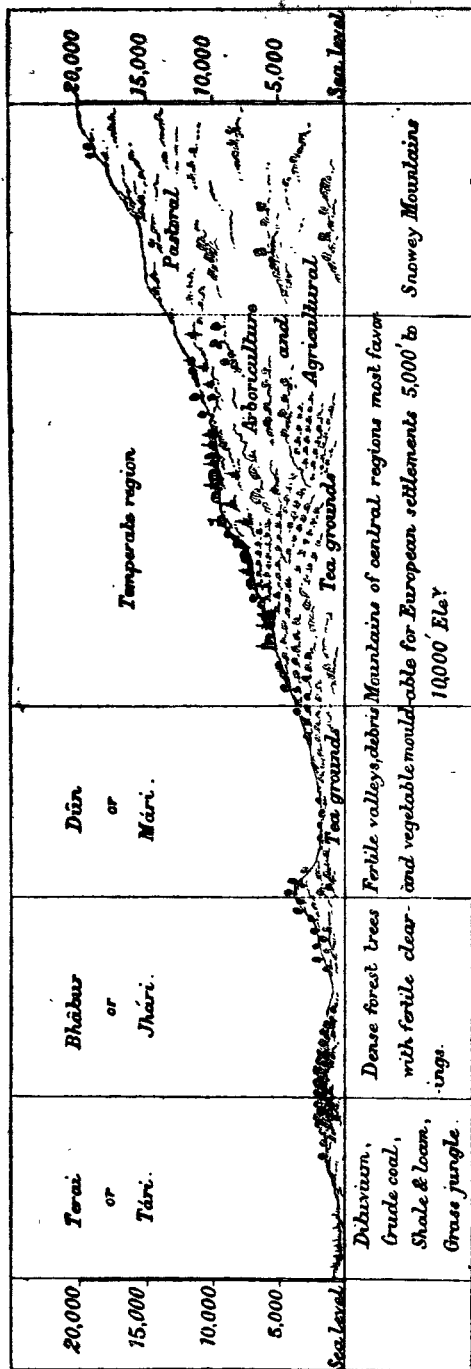 20,000
15,000
10,000
5,000
Sea level
Terai
or
Tári.
Bhábur
or
Jhári.
Dün
or
Mári.
Temperate region
Pastoral
Arboriculture
and
Agricultural
Tea grounds
Tea grounds
20,000
15,000
10,000
5,000
Sea level
Diluvium,
Crude coal,
Shale & loam,
Grass jungle.
Dense forest trees
with fertile clear-
-ings.
Fertile valleys, debris
and vegetable mould
Mountains of central regions most favor
-able for European settlements 5,000' to
10,000' Eleṿ
Snowey Mountains